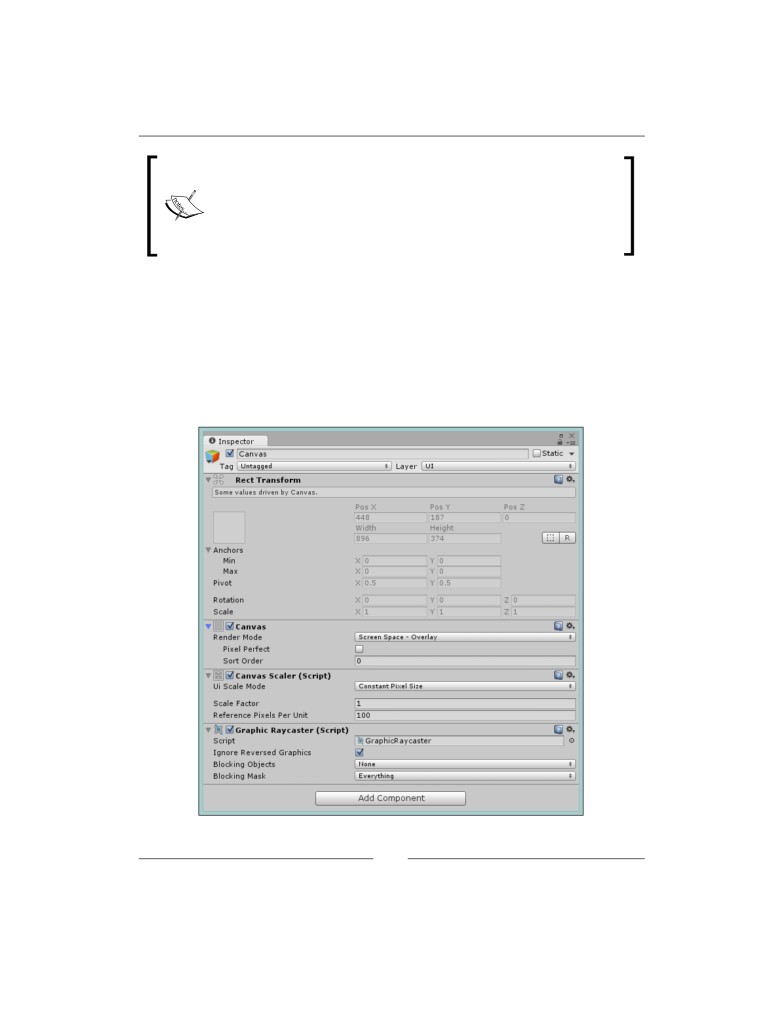 Inspector
Canvas Static
Tag Untagged Layer UI
Rect Transform
Some values driven by Canvas.
Pos X Pos Y Pos Z
448 187 0
Width Height
896 374
R
Anchors
Min X 0 Y 0
Max X 0 Y 0
Pivot X 0.5 Y 0.5
Rotation X 0 Y 0 Z 0
Scale X 1 Y 1 Z 1
Canvas
Render Mode Screen Space - Overlay
Pixel Perfect
Sort Order 0
Canvas Scaler (Script)
Ui Scale Mode Constant Pixel Size
Scale Factor 1
Reference Pixels Per Unit 100
Graphic Raycaster (Script)
Script GraphicRaycaster
Ignore Reversed Graphics
Blocking Objects None
Blocking Mask Everything
Add Component